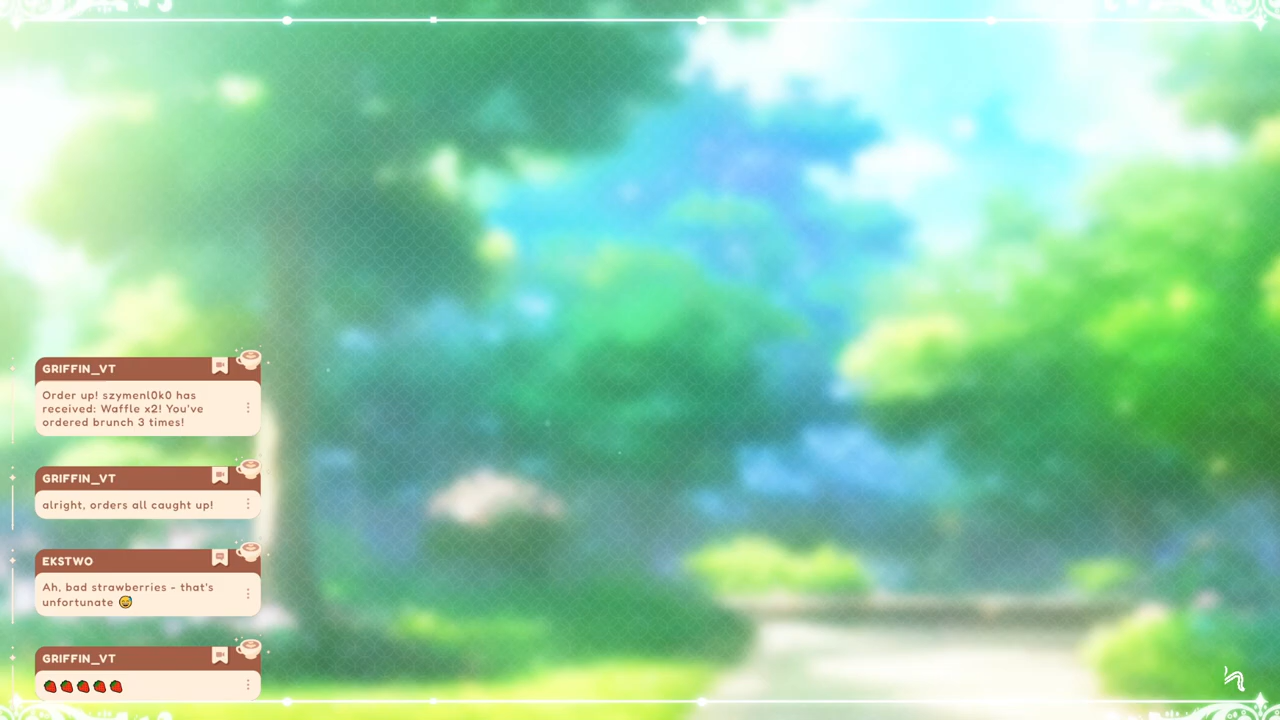 GRIFFIN_VT
Order up! szymenl0k0 has
received: Waffle x2! You've
ordered brunch 3 times!
GRIFFIN_VT
alright, orders all caught up!
EKSTWO
Ah, bad strawberries - that's
unfortunate 😅
GRIFFIN_VT
🍓🍓🍓🍓🍓